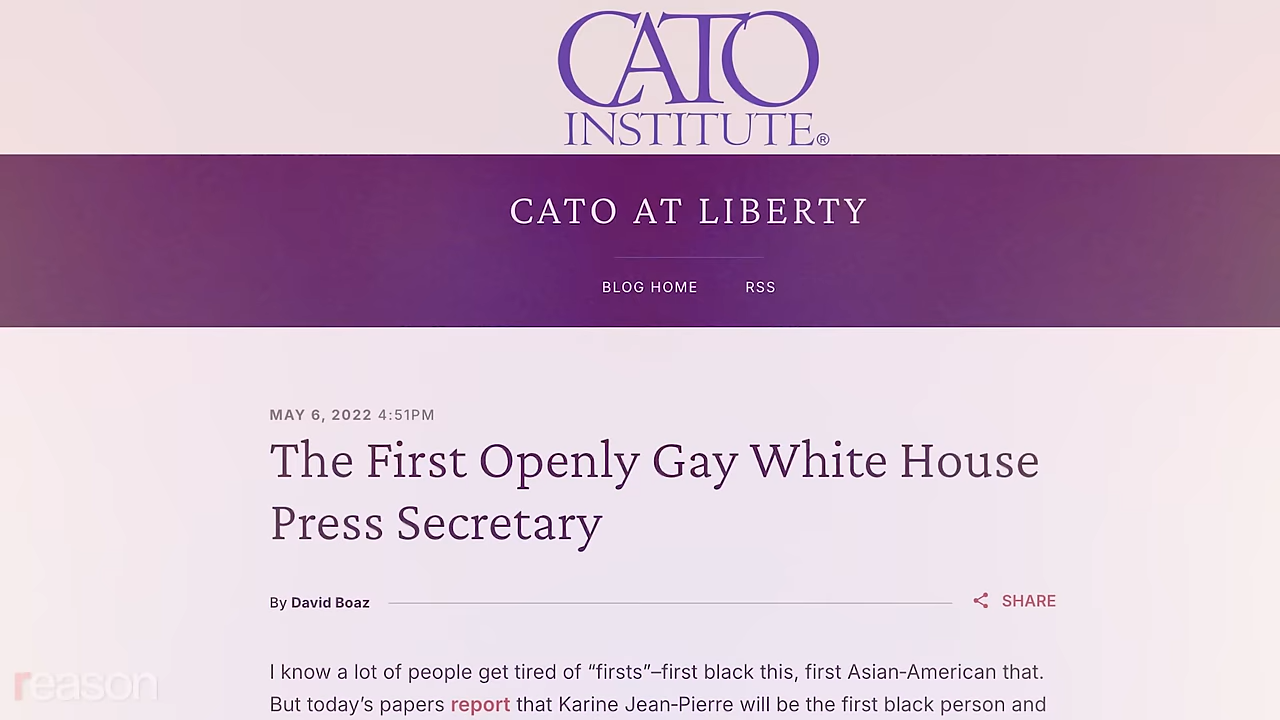 CATO
INSTITUTE®
CATO AT LIBERTY
BLOG HOME RSS
MAY 6, 2022 4:51PM
The First Openly Gay White House
Press Secretary
By David Boaz
SHARE
I know a lot of people get tired of “firsts”–first black this, first Asian-American that.
But today’s papers report that Karine Jean-Pierre will be the first black person and
reason